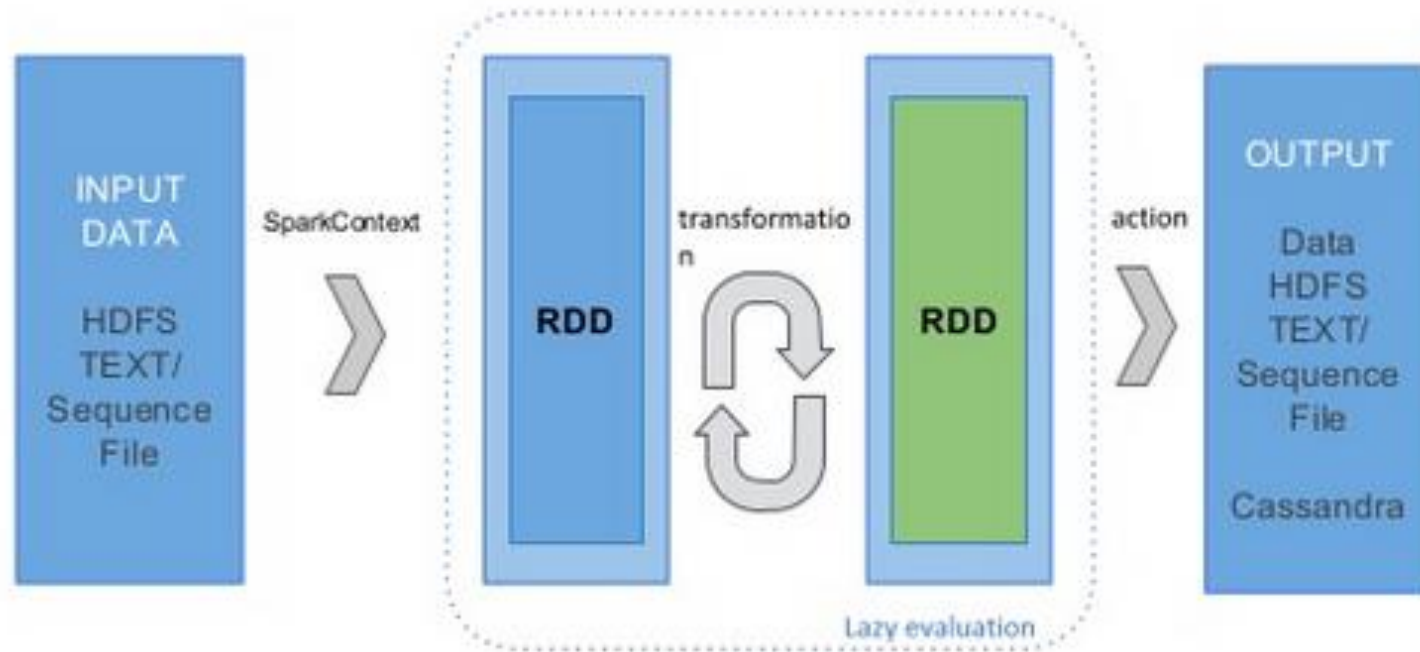 INPUT
DATA
HDFS
TEXT/
Sequence
File
SparkContext
RDD
transformatio
n
RDD
Lazy evaluation
action
OUTPUT
Data
HDFS
TEXT/
Sequence
File
Cassandra